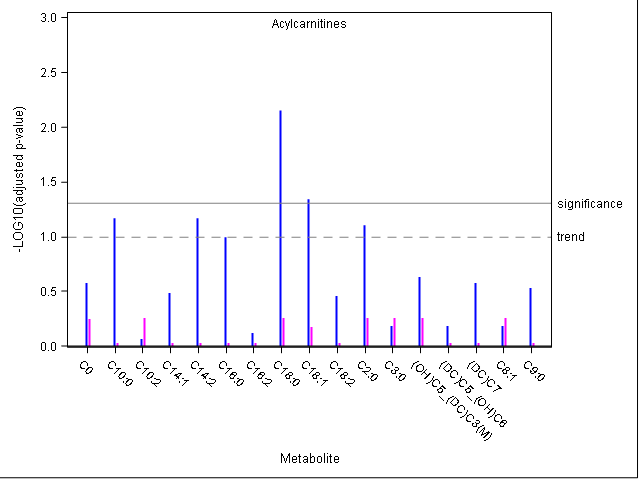 Acylcarnitines
3.0
2.5
2.0
1.5
1.0
0.5
0.0
-LOG10(adjusted p-value)
significance
trend
C0
C10:0
C10:2
C14:1
C14:2
C16:0
C16:2
C18:0
C18:1
C18:2
C2:0
C3:0
(OH)C5_(DC)C3(M)
(DC)C5_(OH)C6
(DC)C7
C8:1
C9:0
Metabolite